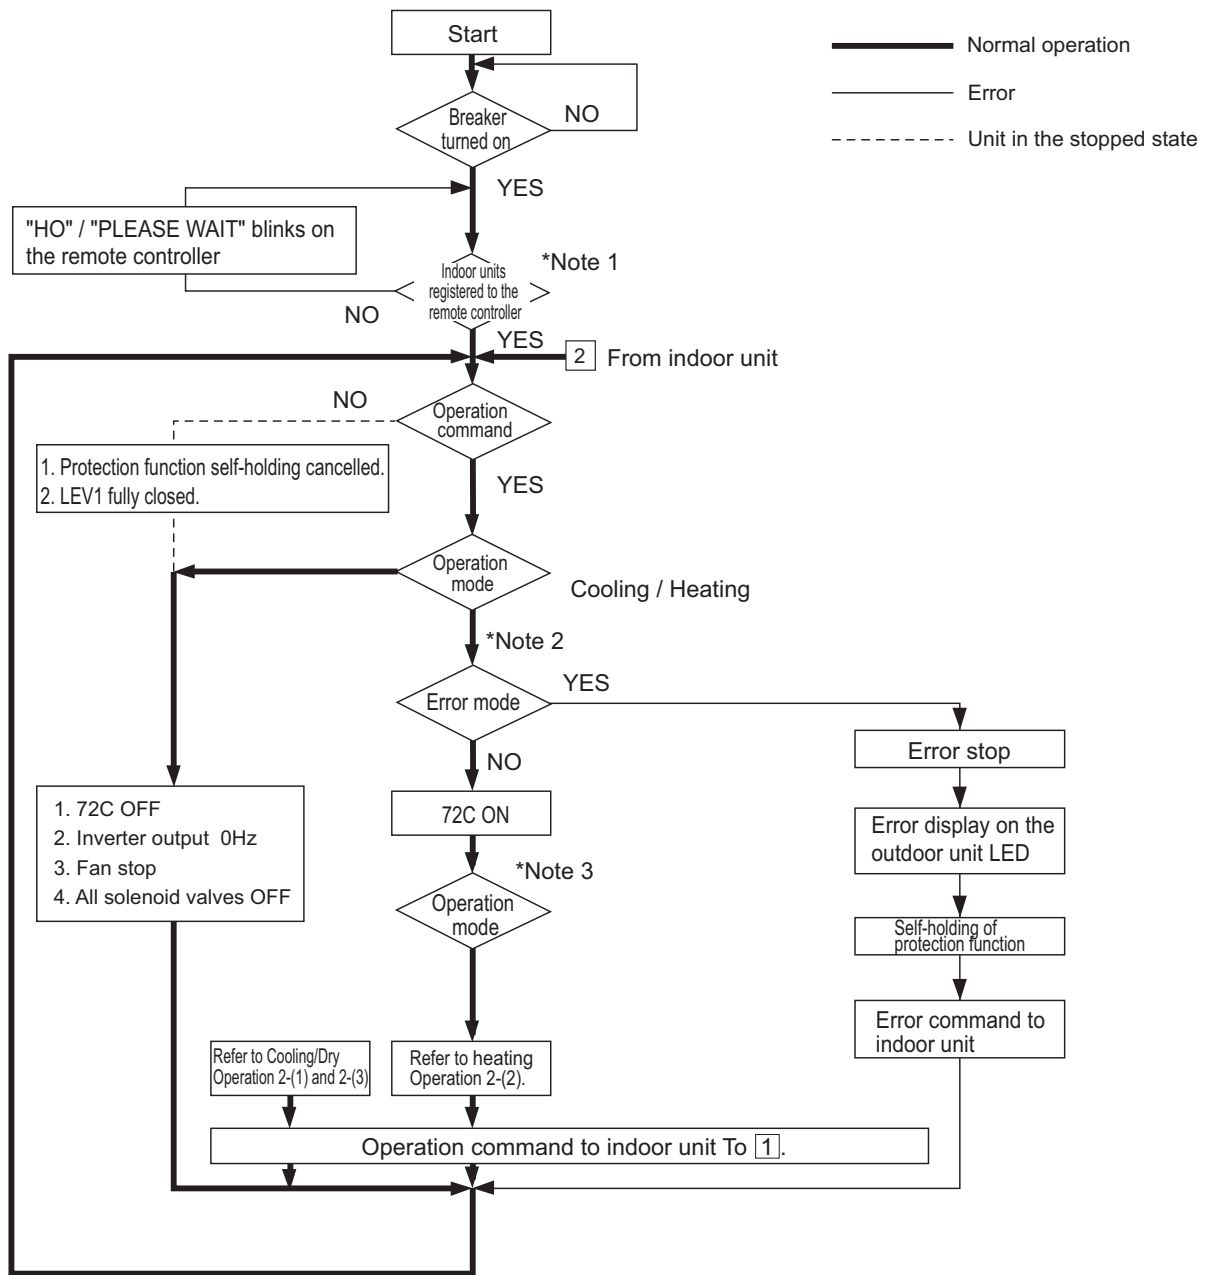 Start
Normal operation
Error
Unit in the stopped state
Breaker
turned on
NO
YES
"HO" / "PLEASE WAIT" blinks on
the remote controller
*Note 1
Indoor units
registered to the
remote controller
NO
YES
2 From indoor unit
NO
Operation
command
1. Protection function self-holding cancelled.
2. LEV1 fully closed.
YES
Operation
mode
Cooling / Heating
*Note 2
YES
Error mode
NO
Error stop
72C ON
1. 72C OFF
2. Inverter output 0Hz
3. Fan stop
4. All solenoid valves OFF
Error display on the
outdoor unit LED
*Note 3
Operation
mode
Self-holding of
protection function
Error command to
indoor unit
Refer to Cooling/Dry
Operation 2-(1) and 2-(3)
Refer to heating
Operation 2-(2).
Operation command to indoor unit To 1.